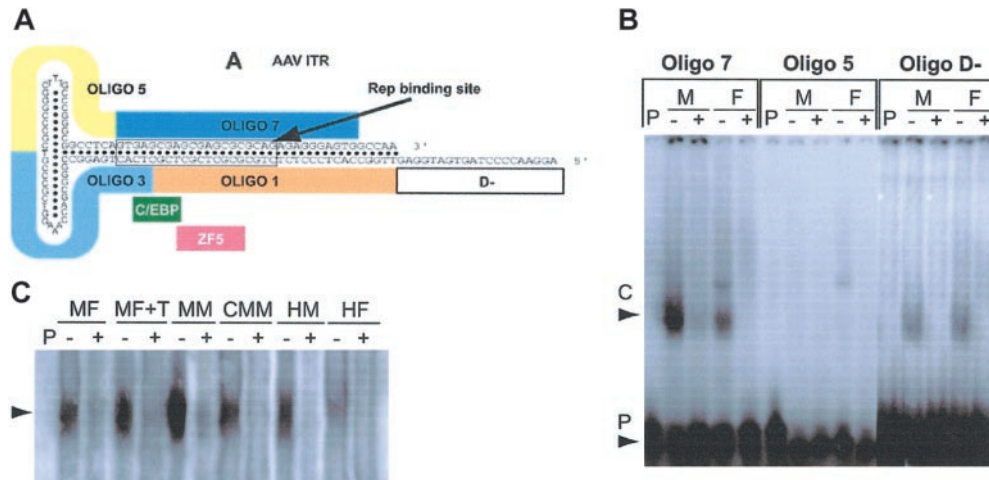 A
A AAV ITR
OLIGO 5
Rep binding site
OLIGO 7
GGCCTCAGTGAGCGAGCGAGCGCGCAGAGAGGGAGTGGCCAA 3'
CCGGAGTCACTCGCTCGCTCGCGCGTCTCTCCCTCACCGGTTGAGGTAGTGATCCCCAAGGA 5'
OLIGO 3 OLIGO 1 D-
C/EBP
ZF5
B
Oligo 7 Oligo 5 Oligo D-
P M F P M F P M F
- + - + - + - + - + - +
C
P
C
MF MF+T MM CMM HM HF
P - + - + - + - + - + - +